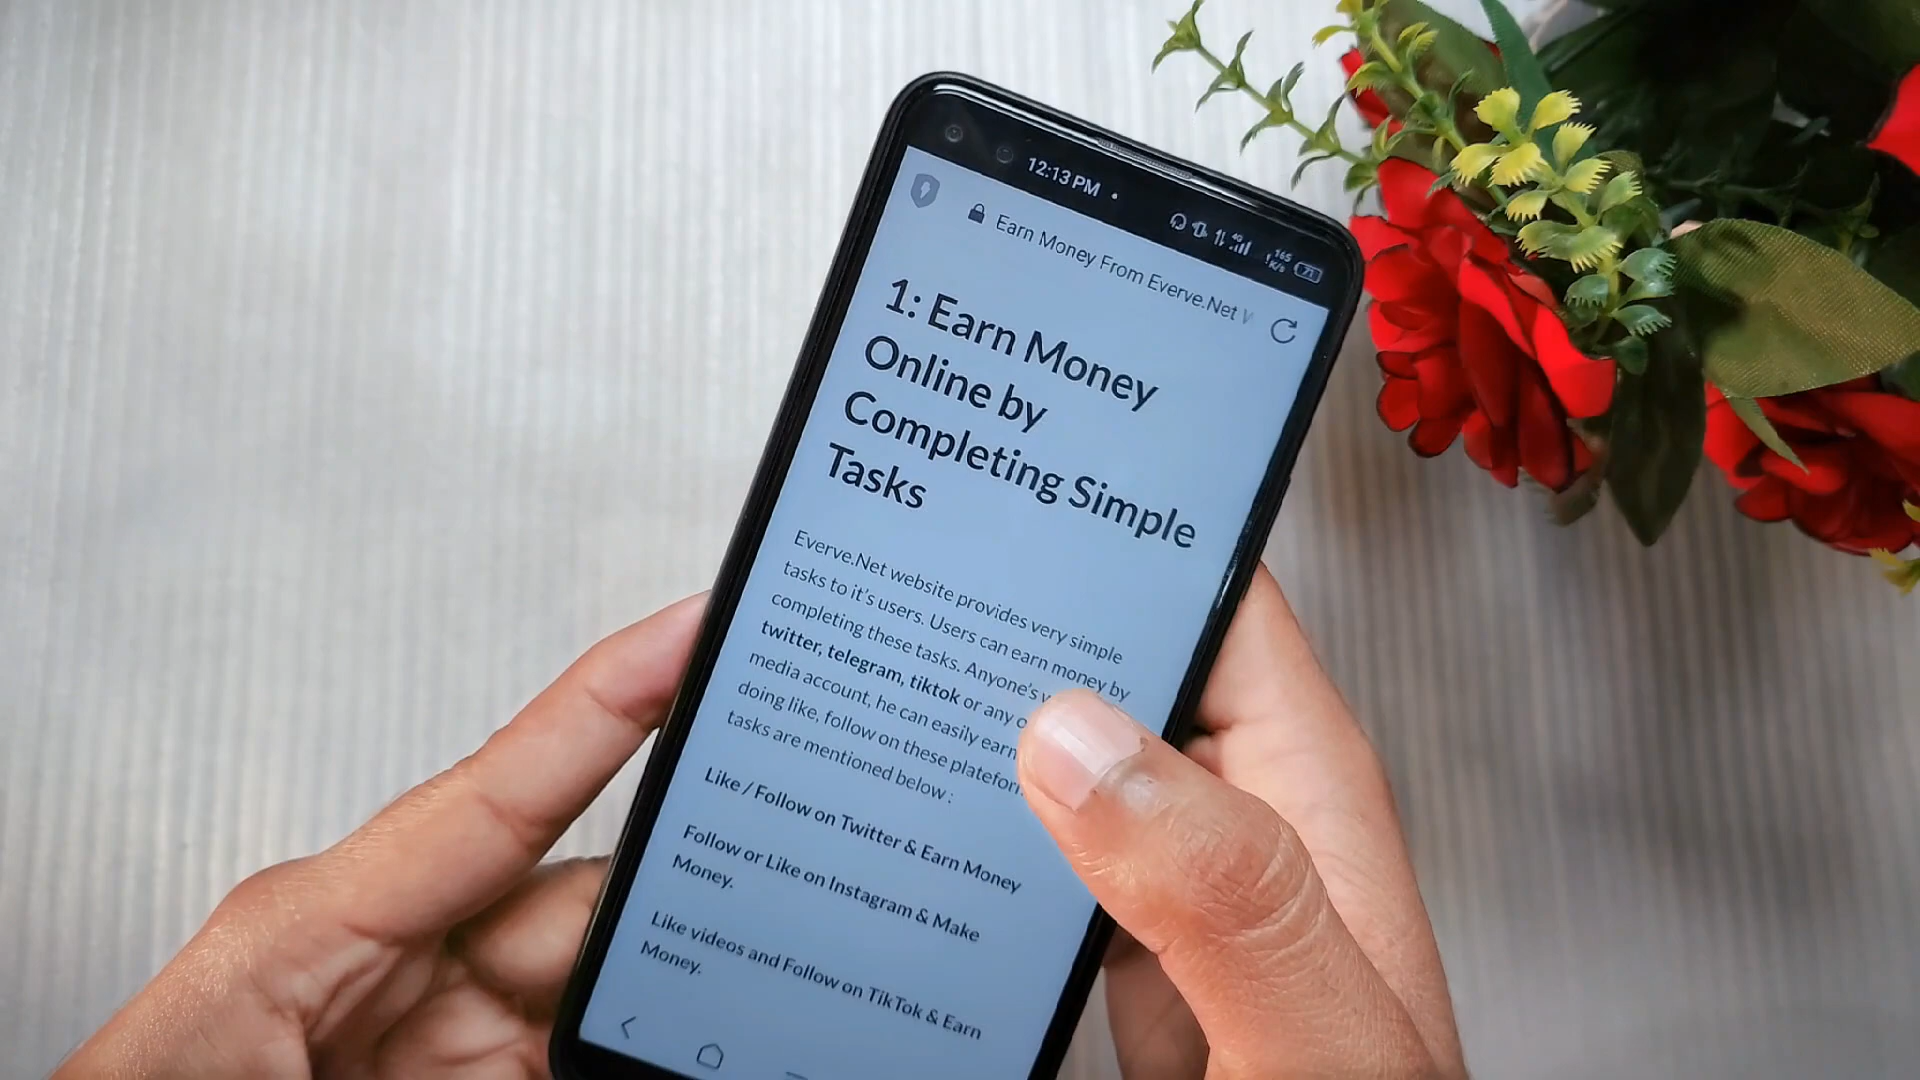 12:13 PM
4G
165
K/s
71
Earn Money From Everve.Net
1: Earn Money
Online by
Completing Simple
Tasks
Everve.Net website provides very simple
tasks to it's users. Users can earn money by
completing these tasks. Anyone's
twitter, telegram, tiktok or any
media account, he can easily earn
doing like, follow on these
tasks are mentioned below :
Like / Follow on Twitter & Earn Money
Follow or Like on Instagram & Make
Money.
Like videos and Follow on TikTok & Earn
Money.